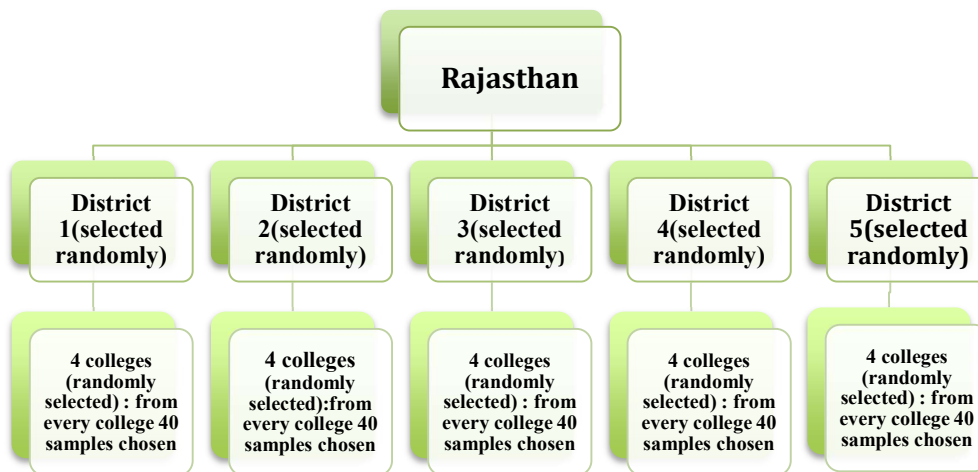 Rajasthan
District
1(selected
randomly)
District
2(selected
randomly)
District
3(selected
randomly)
District
4(selected
randomly)
District
5(selected
randomly)
4 colleges
(randomly
selected) : from
every college 40
samples chosen
4 colleges
(randomly
selected):from
every college 40
samples chosen
4 colleges
(randomly
selected) : from
every college 40
samples chosen
4 colleges
(randomly
selected) : from
every college 40
samples chosen
4 colleges
(randomly
selected) : from
every college 40
samples chosen